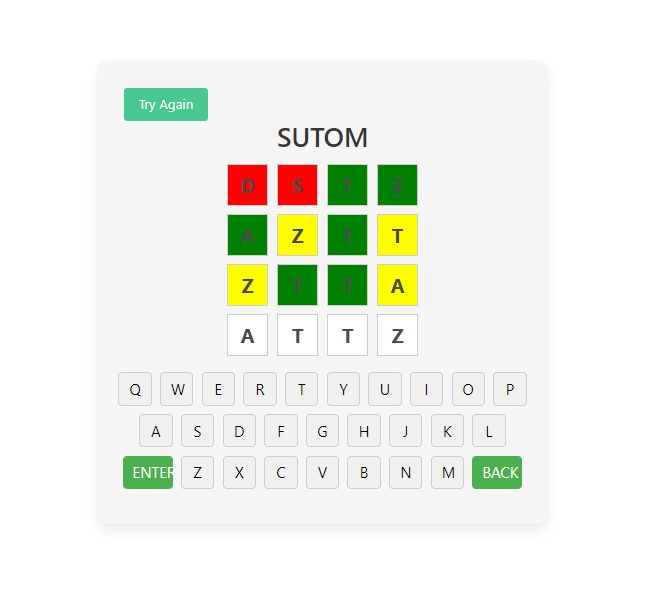 Try Again
SUTOM
D S T Z
A Z T T
Z T T A
A T T Z
Q W E R T Y U I O P
A S D F G H J K L
ENTER Z X C V B N M BACK